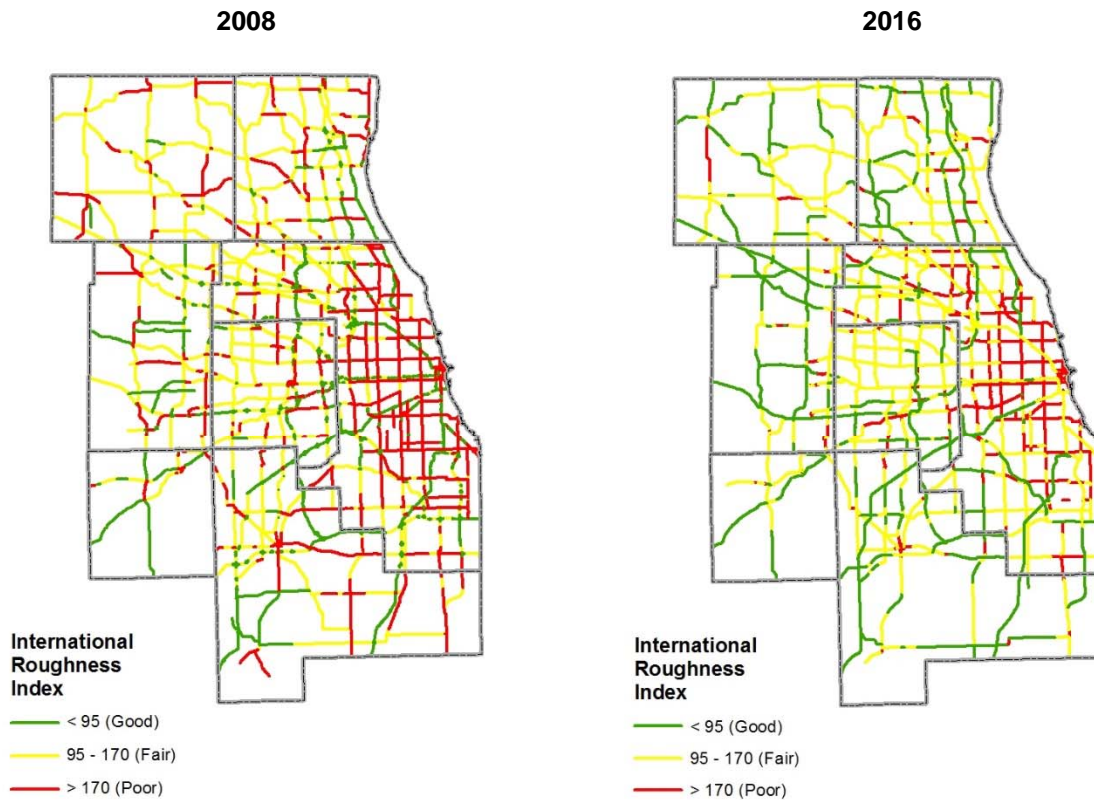 2008
2016
International
Roughness
Index
< 95 (Good)
95 - 170 (Fair)
> 170 (Poor)
International
Roughness
Index
< 95 (Good)
95 - 170 (Fair)
> 170 (Poor)